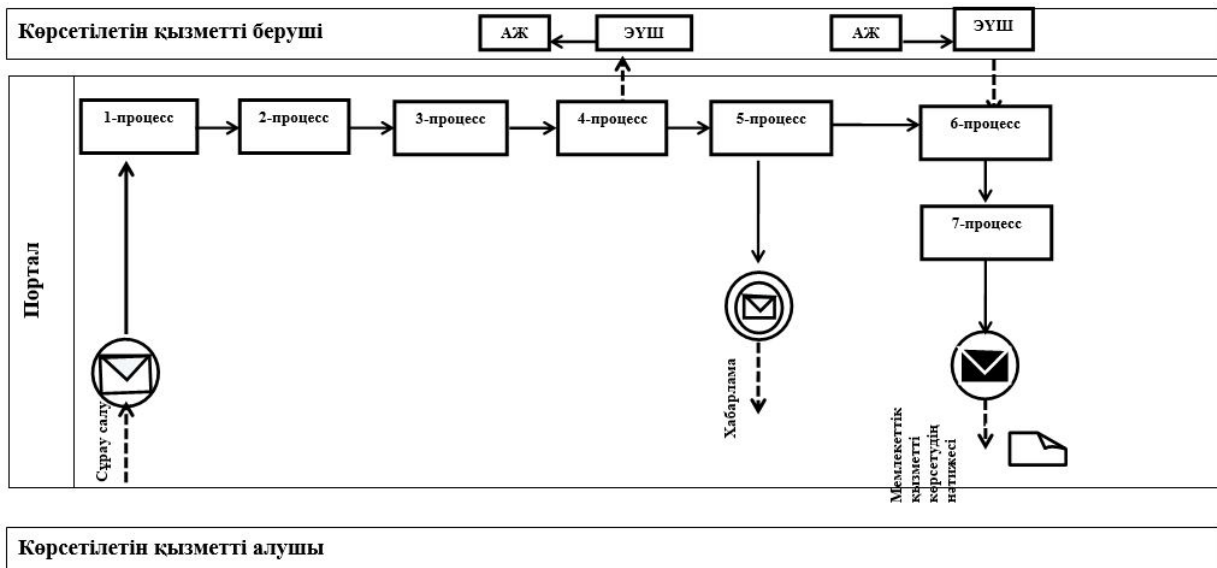 Көрсетілетін қызметті беруші
АЖ
ЭҮШ
АЖ
ЭҮШ
Портал
1-процесс
2-процесс
3-процесс
4-процесс
5-процесс
6-процесс
7-процесс
Сұрау салу
Хабарлама
Мемлекеттік
қызметті
көрсетудің
нәтижесі
Көрсетілетін қызметті алушы